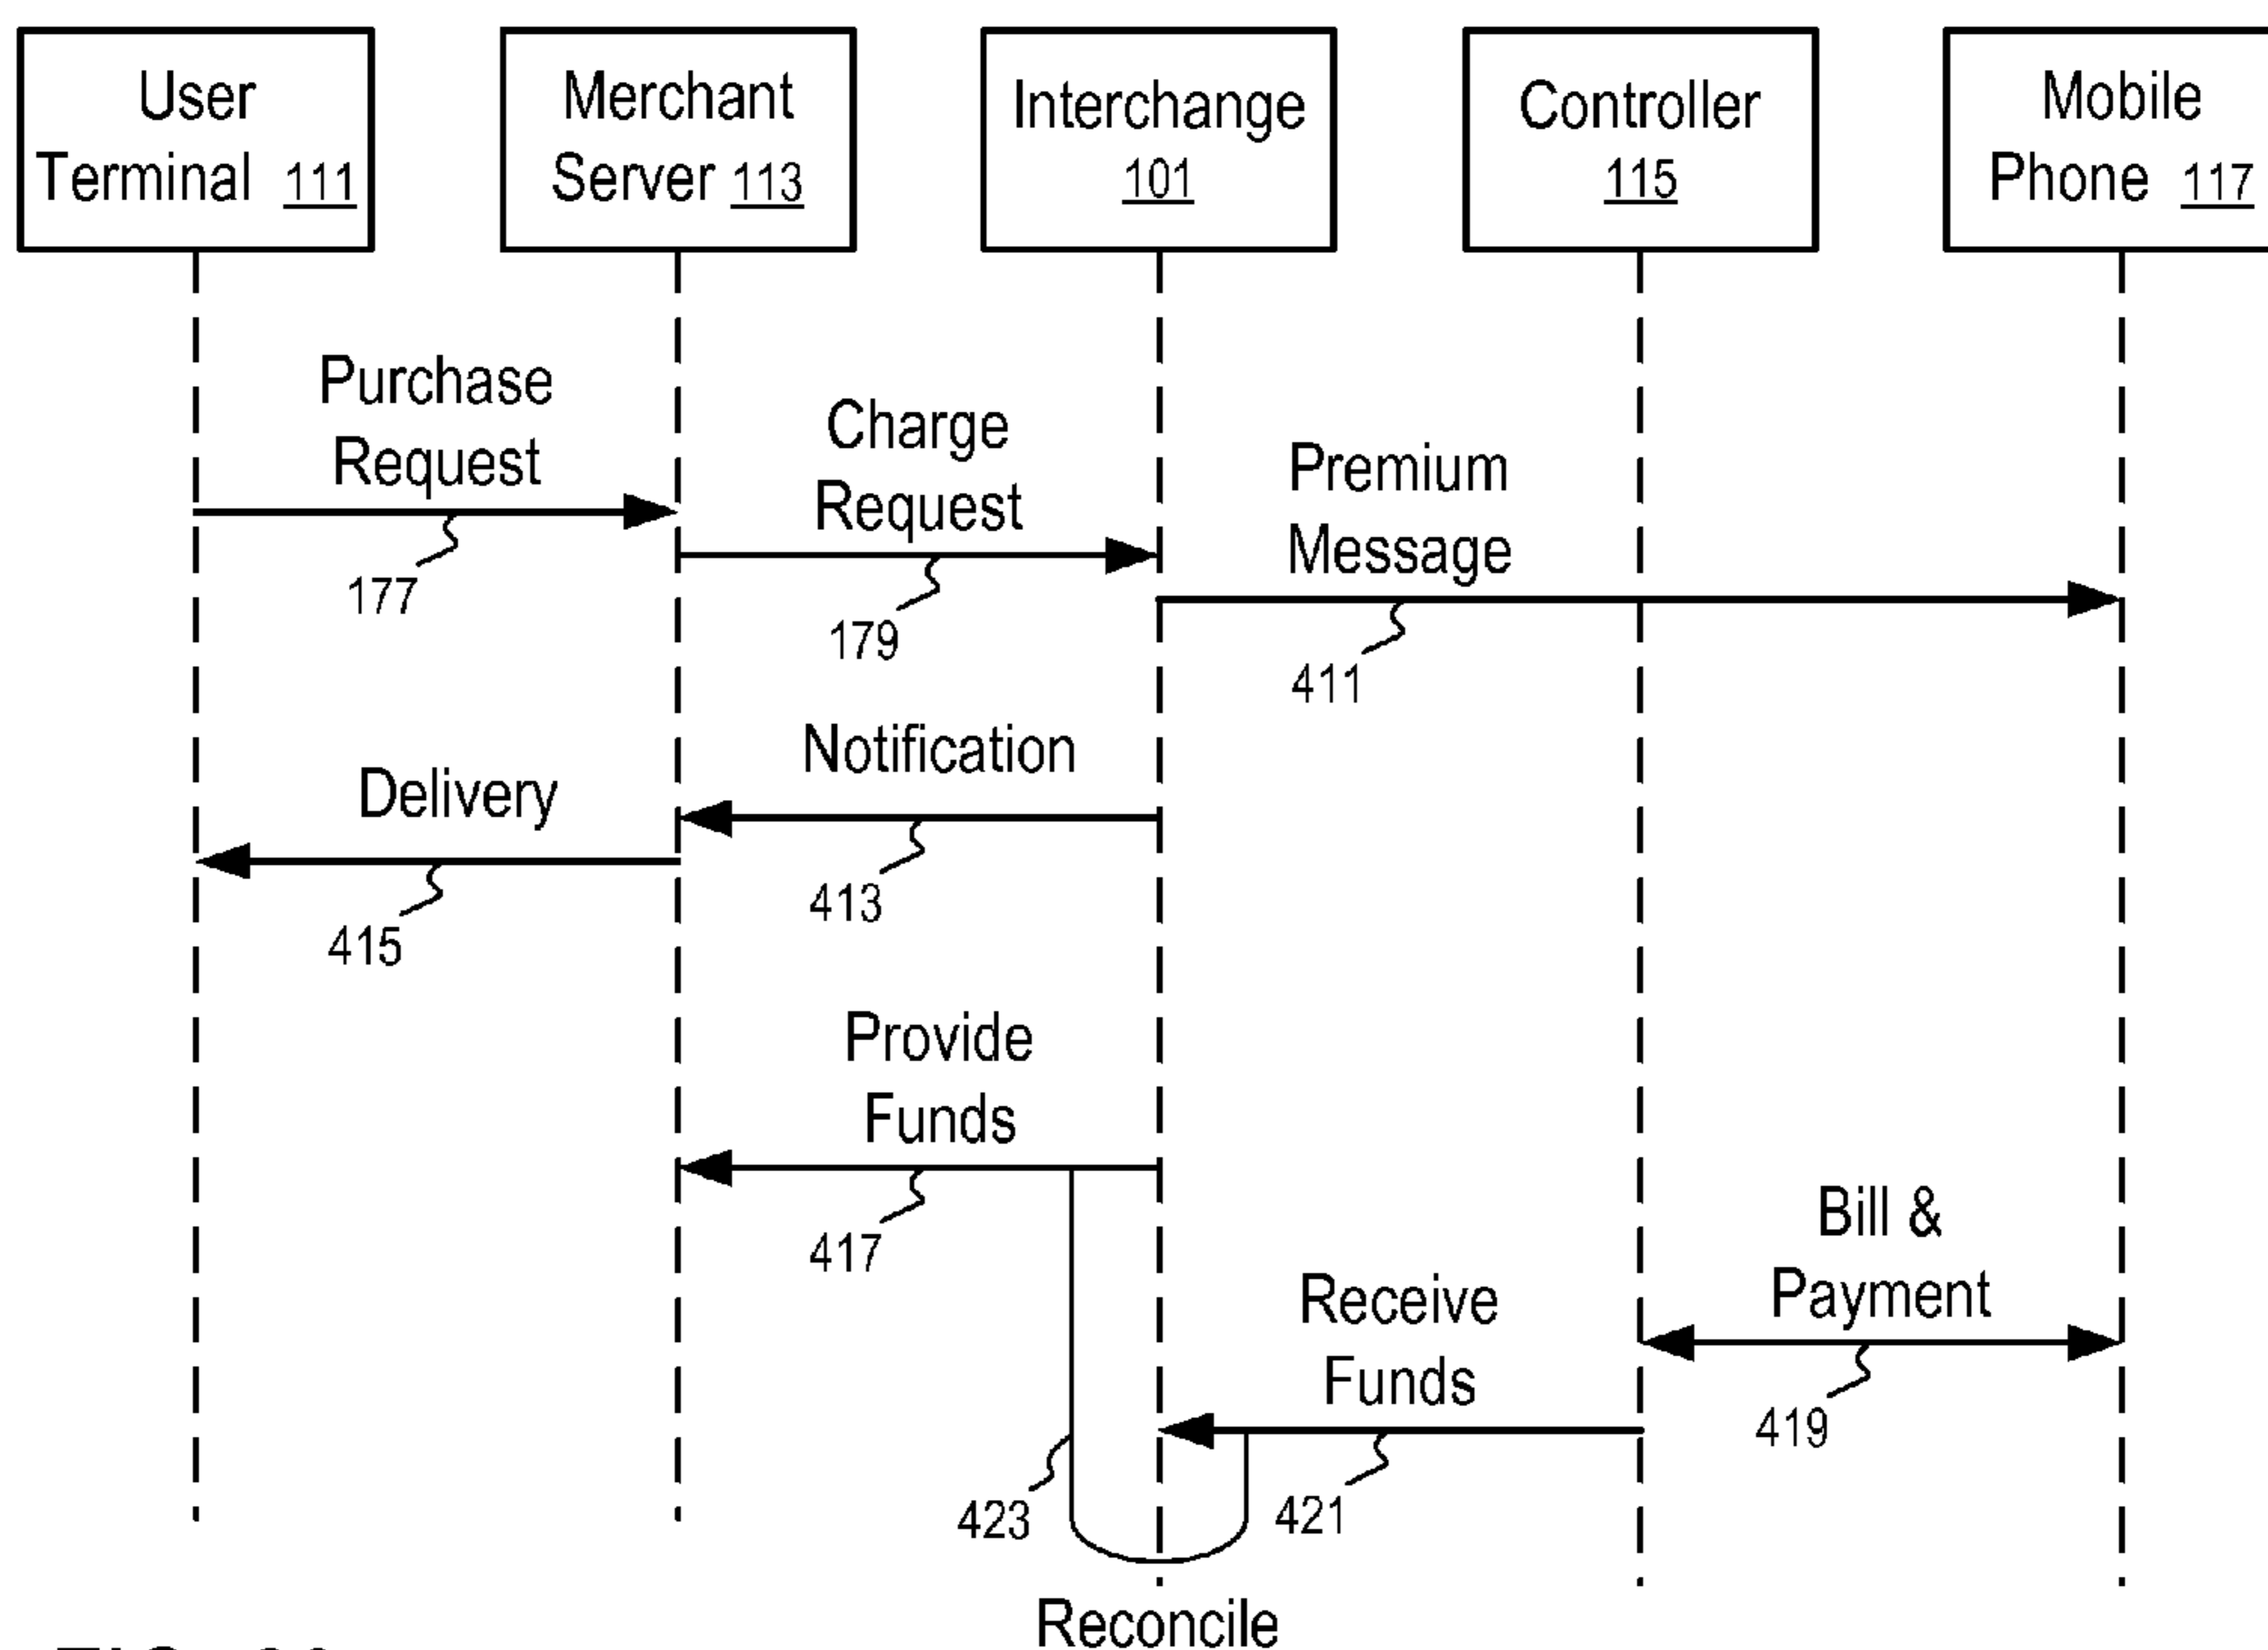 User
Terminal 111
Merchant
Server 113
Interchange
101
Controller
115
Mobile
Phone 117
Purchase
Request
177
Charge
Request
179
Premium
Message
411
Notification
413
Delivery
415
Provide
Funds
417
Bill &
Payment
419
Receive
Funds
421
423
Reconcile